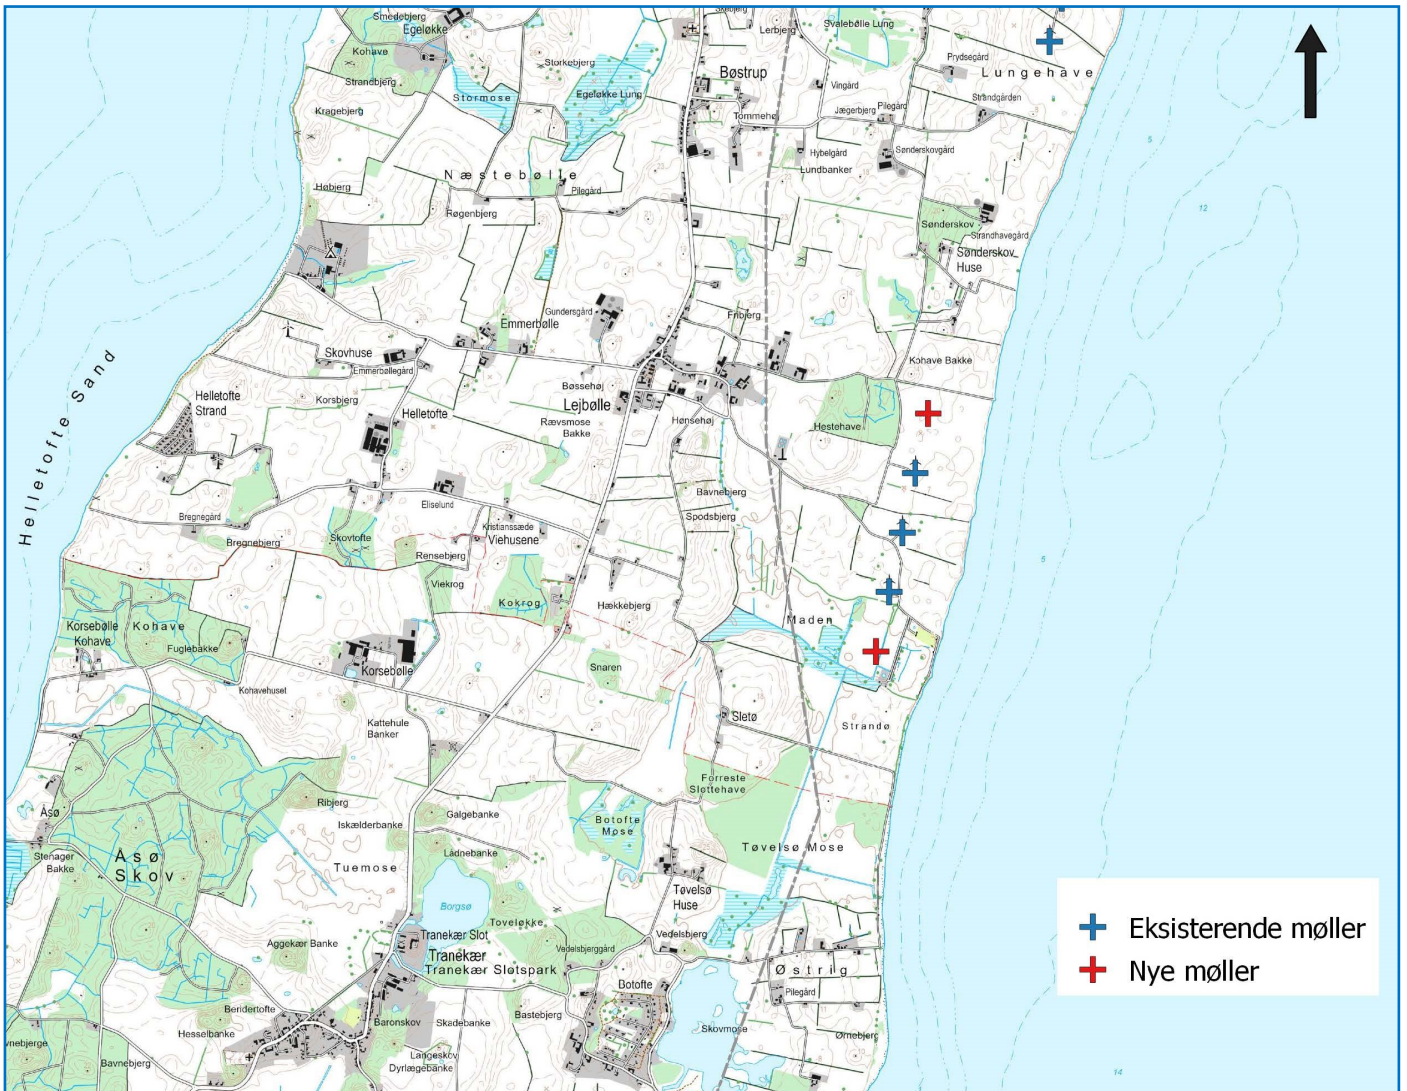 Smedebjerg
Egeløkke
Kohave
Strandbjerg
Kragebjerg
Stormose
Storkebjerg
Egeløkke Lung
Bøstrup
Lerbjerg
Svalebølle Lung
Prydsegård
Lungehave
Vingård
Strandgården
Jægerbjerg
Pilegård
Tommehøj
Hybelgård
Sønderskovgård
Lundbanker
Næstebølle
Pilegård
Høbjerg
Røgenbjerg
Sønderskov
Strandhavegård
Sønderskov
Huse
Gundersgård
Emmerbølle
Fribjerg
Skovhuse
Emmerbøllegård
Kohave Bakke
Bøssehøj
Lejbølle
Helletofte
Strand
Korsbjerg
Helletofte
Rævsmose
Bakke
Hønsehøj
Hestehave
Helletofte Sand
Eliselund
Bavnebjerg
Spodsbjerg
Bregnegård
Bregnebjerg
Skovtofte
Kristianssæde
Viehusene
Rensebjerg
Viekrog
Kokrog
Hækkebjerg
Maden
Korsebølle
Kohave
Kohave
Fuglebakke
Korsebølle
Snaren
Kohavehuset
Kattehule
Banker
Sletø
Strandø
Forreste
Slottehave
Ribjerg
Iskælderbanke
Galgebanke
Botofte
Mose
Åsø
Stenager
Bakke
Åsø
Skov
Ladnebanke
Tuemose
Tøvelsø Mose
Tøvelsø
Huse
Borgsø
Toveløkke
Tranekær Slot
Tranekær
Tranekær Slotspark
Vedelsbjerggård
Vedelsbjerg
Aggekær Banke
Østrig
Pilegård
Botofte
Beridertofte
Hesselbanke
Baronskov
Skadebanke
Bastebjerg
Skovmose
Ørnebjerg
Langeskov
Dyrlægebanke
Bavnebjerg
5
12
5
14
Eksisterende møller
Nye møller